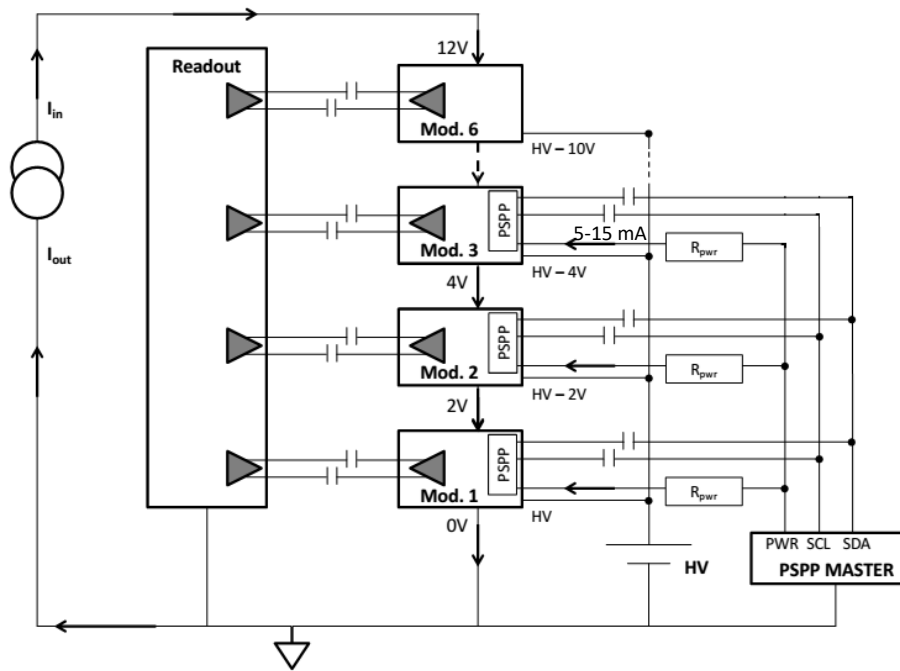 12V
Readout
I_in
Mod. 6
HV – 10V
PSPP
5-15 mA
R_pwr
Mod. 3
I_out
HV – 4V
4V
PSPP
R_pwr
Mod. 2
HV – 2V
2V
PSPP
R_pwr
Mod. 1
HV
0V
PWR SCL SDA
HV
PSPP MASTER